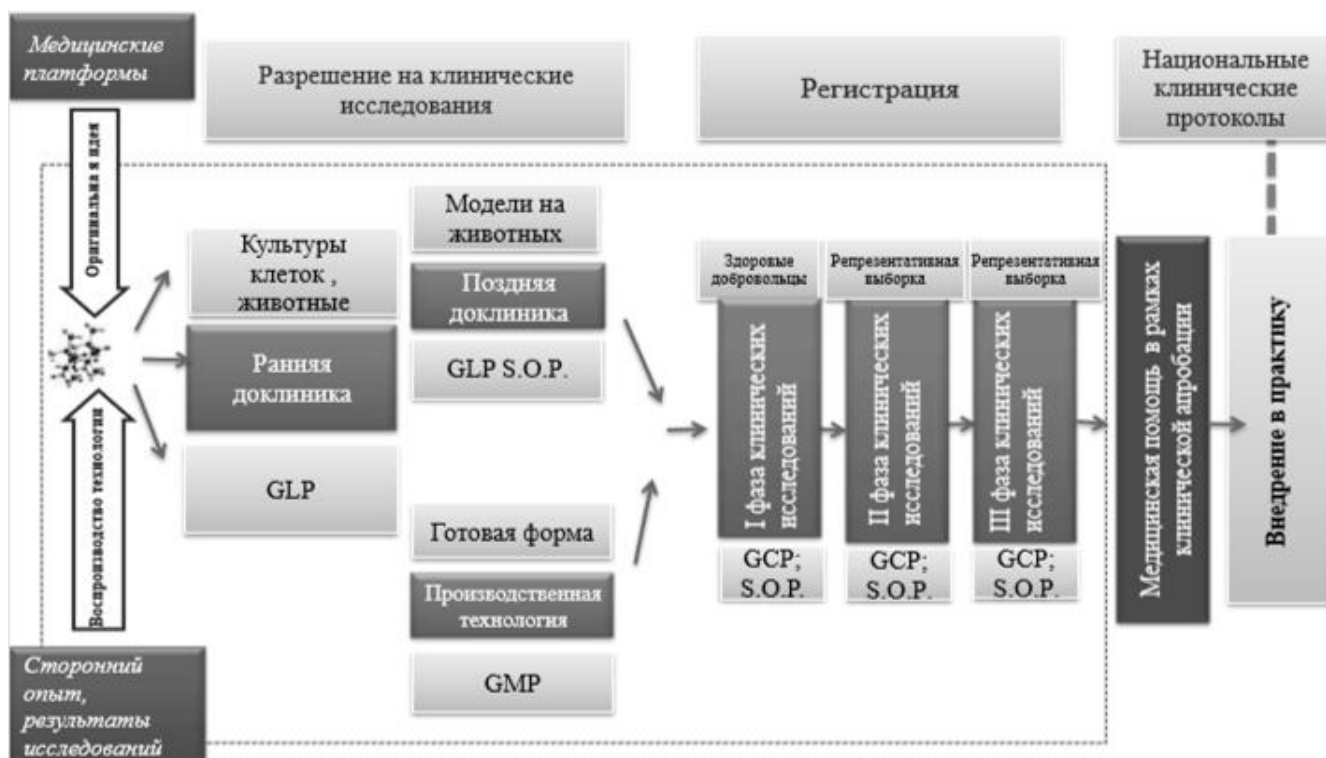 Медицинские
платформы
Разрешение на клинические
исследования
Регистрация
Национальные
клинические
протоколы
Оригинальна я идея
Воспроизводство технологии
Сторонний
опыт,
результаты
исследований
Культуры
клеток ,
животные
Ранняя
доклиника
GLP
Модели на
животных
Поздняя
доклиника
GLP S.O.P.
Готовая форма
Производственная
технология
GMP
Здоровые
добровольцы
I фаза клинических
исследований
GCP;
S.O.P.
Репрезентативная
выборка
II фаза клинических
исследований
GCP;
S.O.P.
Репрезентативная
выборка
III фаза клинических
исследований
GCP;
S.O.P.
Медицинская помощь в рамках
клинической апробации
Внедрение в практику